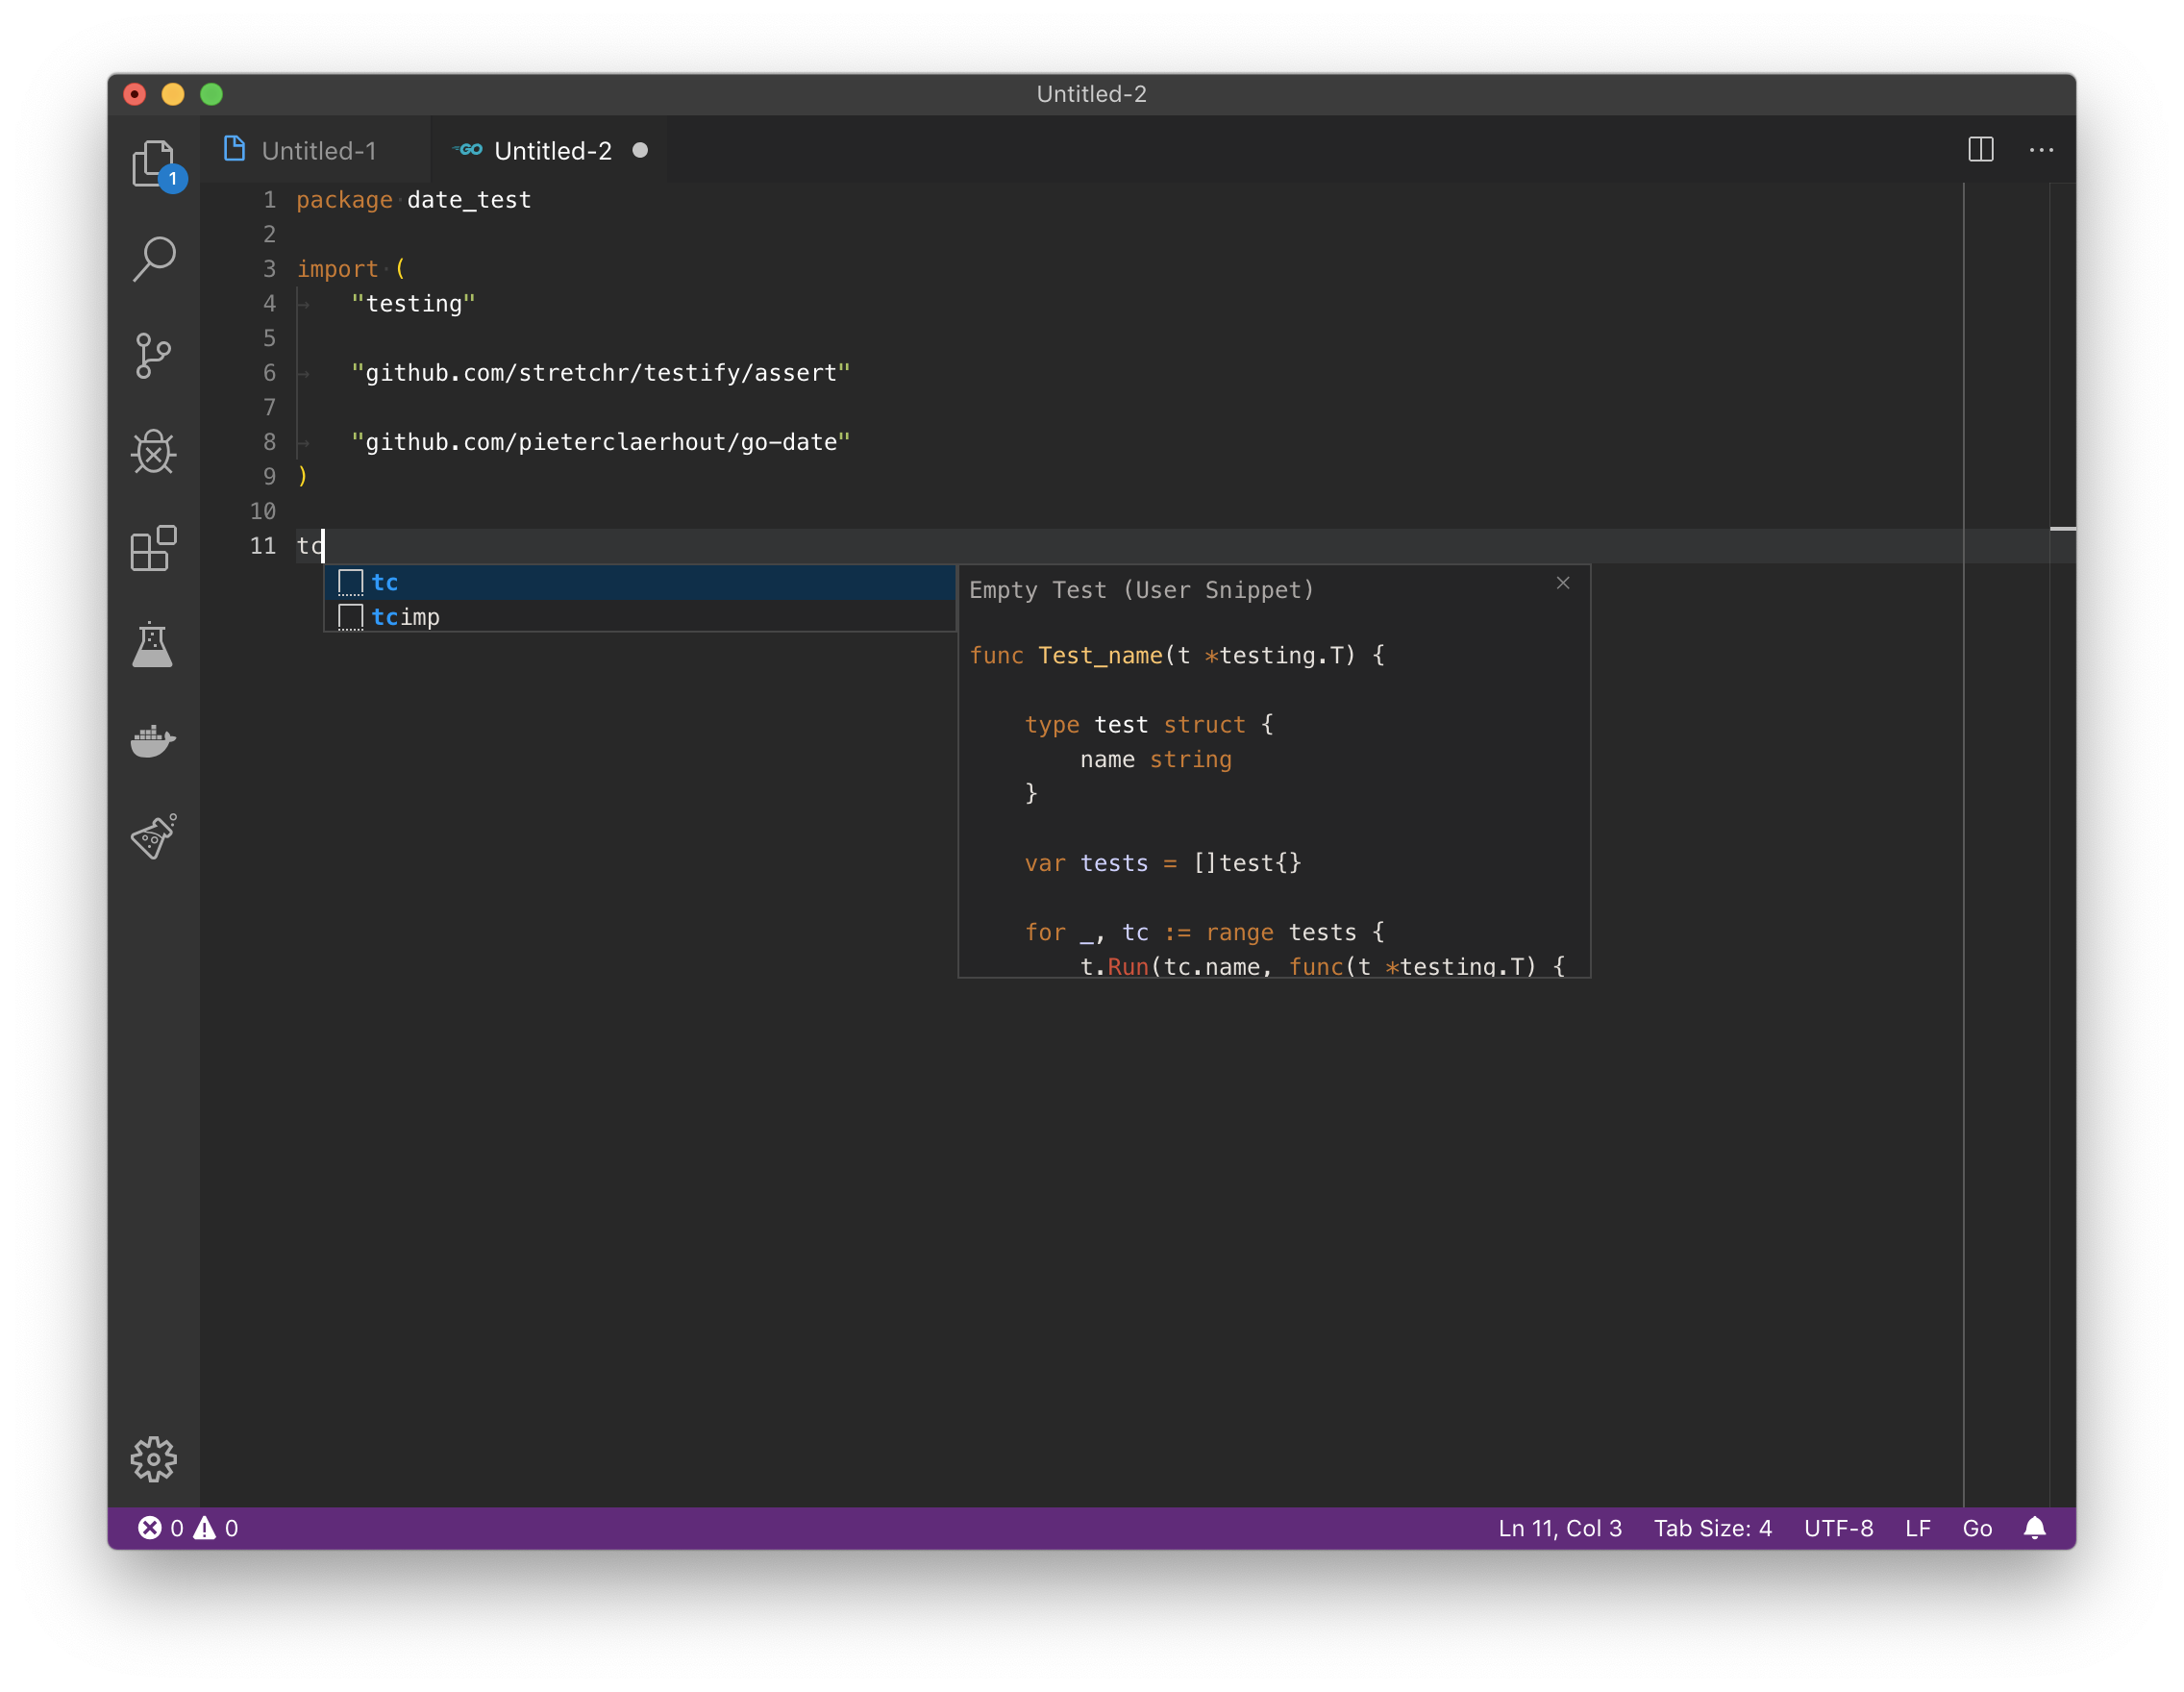 Untitled-2
Untitled-1
GO Untitled-2
1
1 package date_test
2
3 import (
4 "testing"
5
6 "github.com/stretchr/testify/assert"
7
8 "github.com/pieterclaerhout/go-date"
9 )
10
11 tc
tc
tcimp
Empty Test (User Snippet)
func Test_name(t *testing.T) {
type test struct {
name string
}
var tests = []test{}
for _, tc := range tests {
t.Run(tc.name, func(t *testing.T) {
0 0 Ln 11, Col 3 Tab Size: 4 UTF-8 LF Go